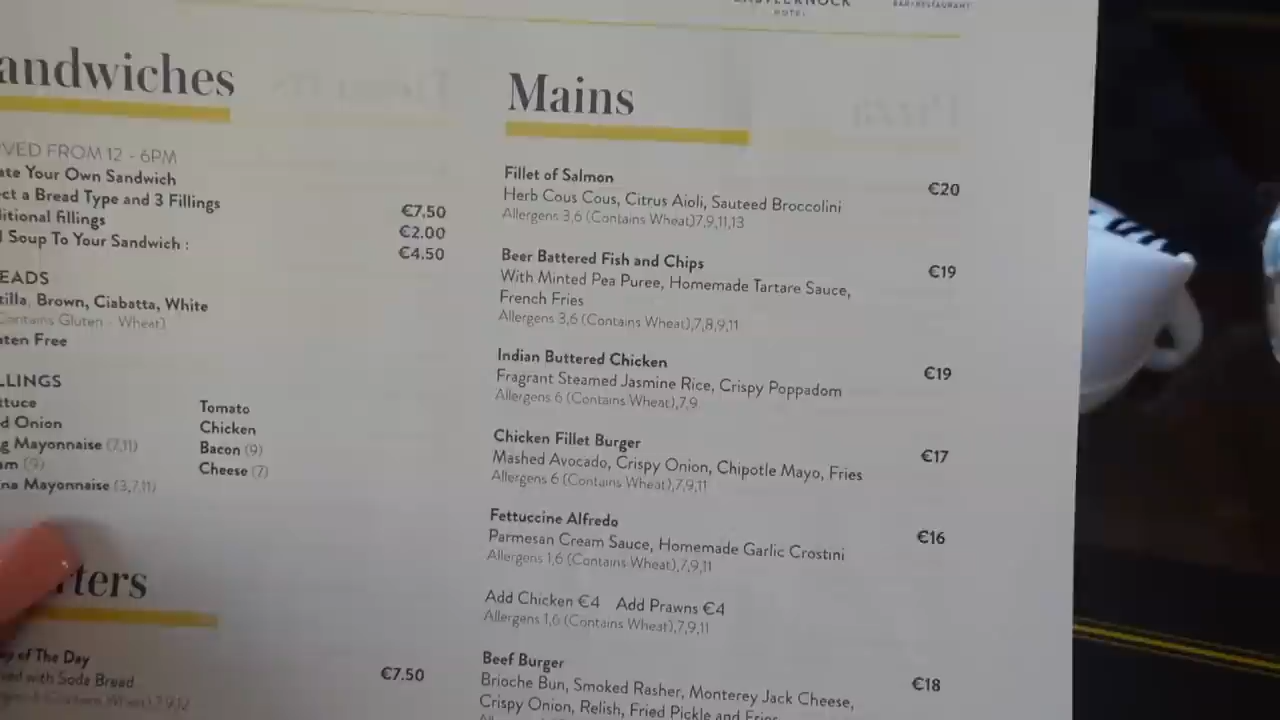 HOTEL
BAR+RESTAURANT
andwiches
VED FROM 12 - 6PM
ate Your Own Sandwich
ct a Bread Type and 3 Fillings €7.50
itional fillings €2.00
Soup To Your Sandwich : €4.50
EADS
tilla, Brown, Ciabatta, White
Contains Gluten - Wheat)
ten Free
LLINGS
ttuce Tomato
d Onion Chicken
g Mayonnaise (7,11) Bacon (9)
am (9) Cheese (7)
na Mayonnaise (3,7,11)
rters
of The Day €7.50
ved with Soda Bread
Mains
Fillet of Salmon €20
Herb Cous Cous, Citrus Aioli, Sauteed Broccolini
Allergens 3,6 (Contains Wheat)7,9,11,13
Beer Battered Fish and Chips €19
With Minted Pea Puree, Homemade Tartare Sauce,
French Fries
Allergens 3,6 (Contains Wheat),7,8,9,11
Indian Buttered Chicken €19
Fragrant Steamed Jasmine Rice, Crispy Poppadom
Allergens 6 (Contains Wheat),7,9
Chicken Fillet Burger €17
Mashed Avocado, Crispy Onion, Chipotle Mayo, Fries
Allergens 6 (Contains Wheat),7,9,11
Fettuccine Alfredo €16
Parmesan Cream Sauce, Homemade Garlic Crostini
Allergens 1,6 (Contains Wheat),7,9,11
Add Chicken €4 Add Prawns €4
Allergens 1,6 (Contains Wheat),7,9,11
Beef Burger €18
Brioche Bun, Smoked Rasher, Monterey Jack Cheese,
Crispy Onion, Relish, Fried Pickle and Fries